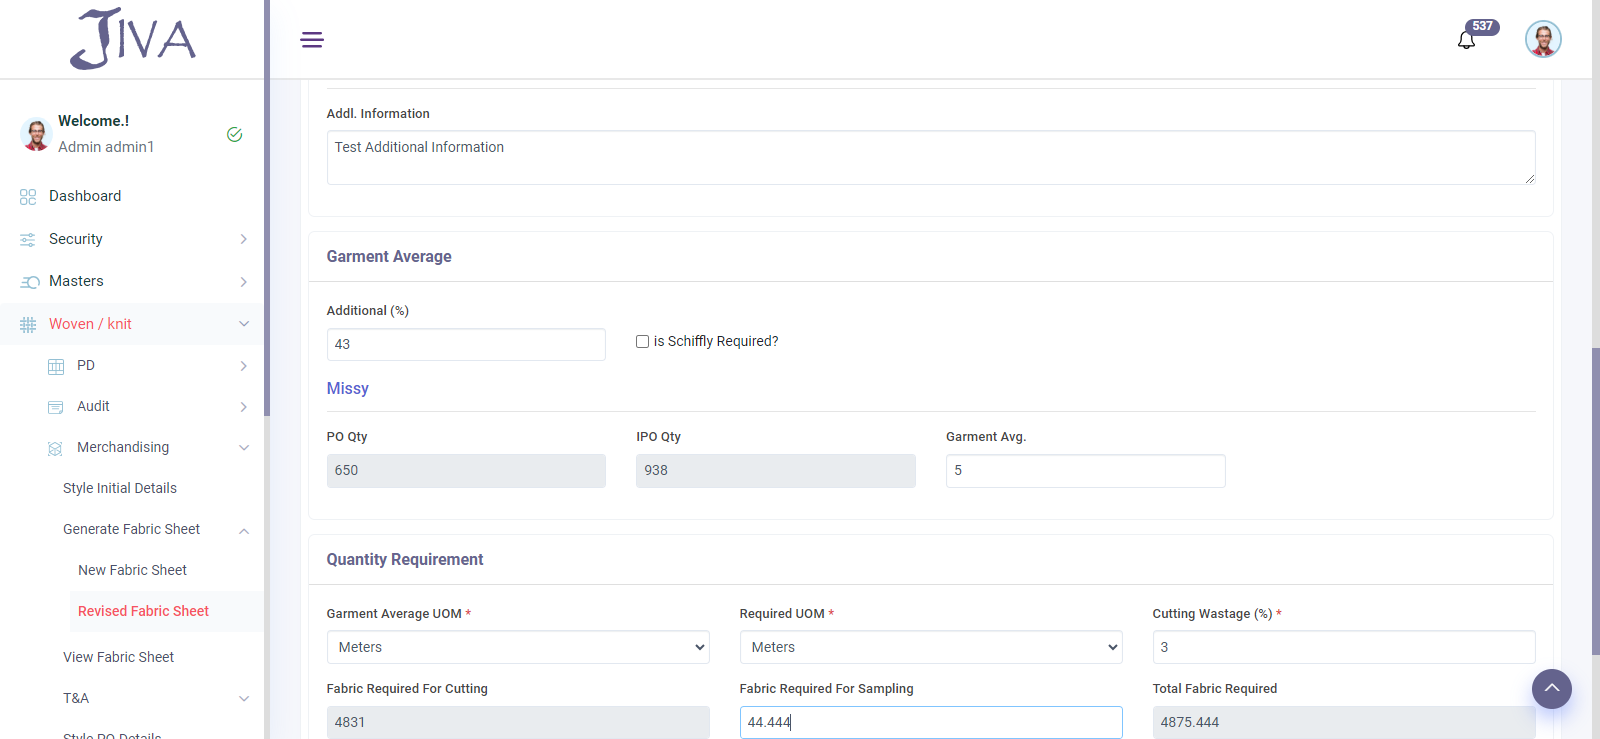 JIVA
537
Welcome.!
Admin admin1
Dashboard
Security
Masters
Woven / knit
PD
Audit
Merchandising
Style Initial Details
Generate Fabric Sheet
New Fabric Sheet
Revised Fabric Sheet
View Fabric Sheet
T&A
Style PO Details
Addl. Information
Test Additional Information
Garment Average
Additional (%)
43
is Schiffly Required?
Missy
PO Qty IPO Qty Garment Avg.
650 938 5
Quantity Requirement
Garment Average UOM * Required UOM * Cutting Wastage (%) *
Meters Meters 3
Fabric Required For Cutting Fabric Required For Sampling Total Fabric Required
4831 44.444 4875.444